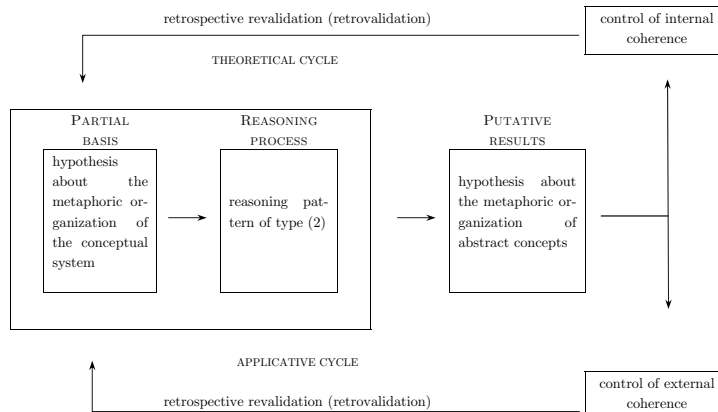 retrospective revalidation (retrovalidation)
control of internal
coherence
THEORETICAL CYCLE
PARTIAL
BASIS
REASONING
PROCESS
PUTATIVE
RESULTS
hypothesis
about the
metaphoric or-
ganization of
the conceptual
system
reasoning pat-
tern of type (2)
hypothesis about
the metaphoric or-
ganization of
abstract concepts
APPLICATIVE CYCLE
retrospective revalidation (retrovalidation)
control of external
coherence